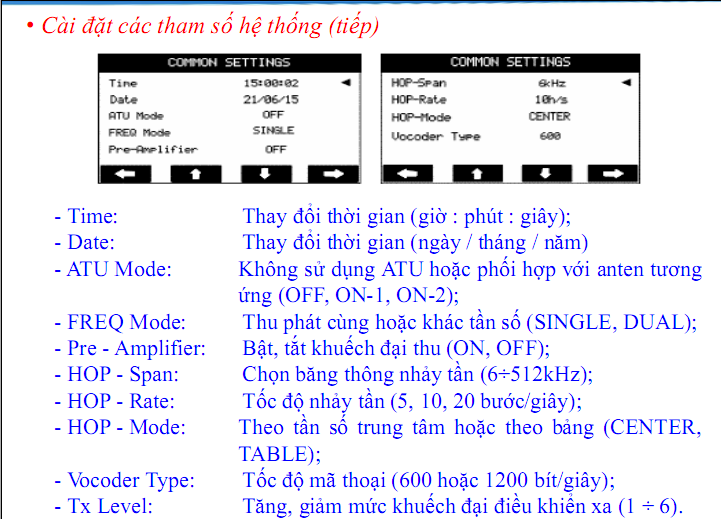 • Cài đặt các tham số hệ thống (tiếp)
COMMON SETTINGS
Time 15:00:02
Date 21/06/15
ATU Mode OFF
FREQ Mode SINGLE
Pre-Amplifier OFF
COMMON SETTINGS
HOP-Span 6kHz
HOP-Rate 10h/s
HOP-Mode CENTER
Vocoder Type 600
- Time: Thay đổi thời gian (giờ : phút : giây);
- Date: Thay đổi thời gian (ngày / tháng / năm)
- ATU Mode: Không sử dụng ATU hoặc phối hợp với anten tương
ứng (OFF, ON-1, ON-2);
- FREQ Mode: Thu phát cùng hoặc khác tần số (SINGLE, DUAL);
- Pre - Amplifier: Bật, tắt khuếch đại thu (ON, OFF);
- HOP - Span: Chọn băng thông nhảy tần (6÷512kHz);
- HOP - Rate: Tốc độ nhảy tần (5, 10, 20 bước/giây);
- HOP - Mode: Theo tần số trung tâm hoặc theo bảng (CENTER,
TABLE);
- Vocoder Type: Tốc độ mã thoại (600 hoặc 1200 bít/giây);
- Tx Level: Tăng, giảm mức khuếch đại điều khiển xa (1 ÷ 6).